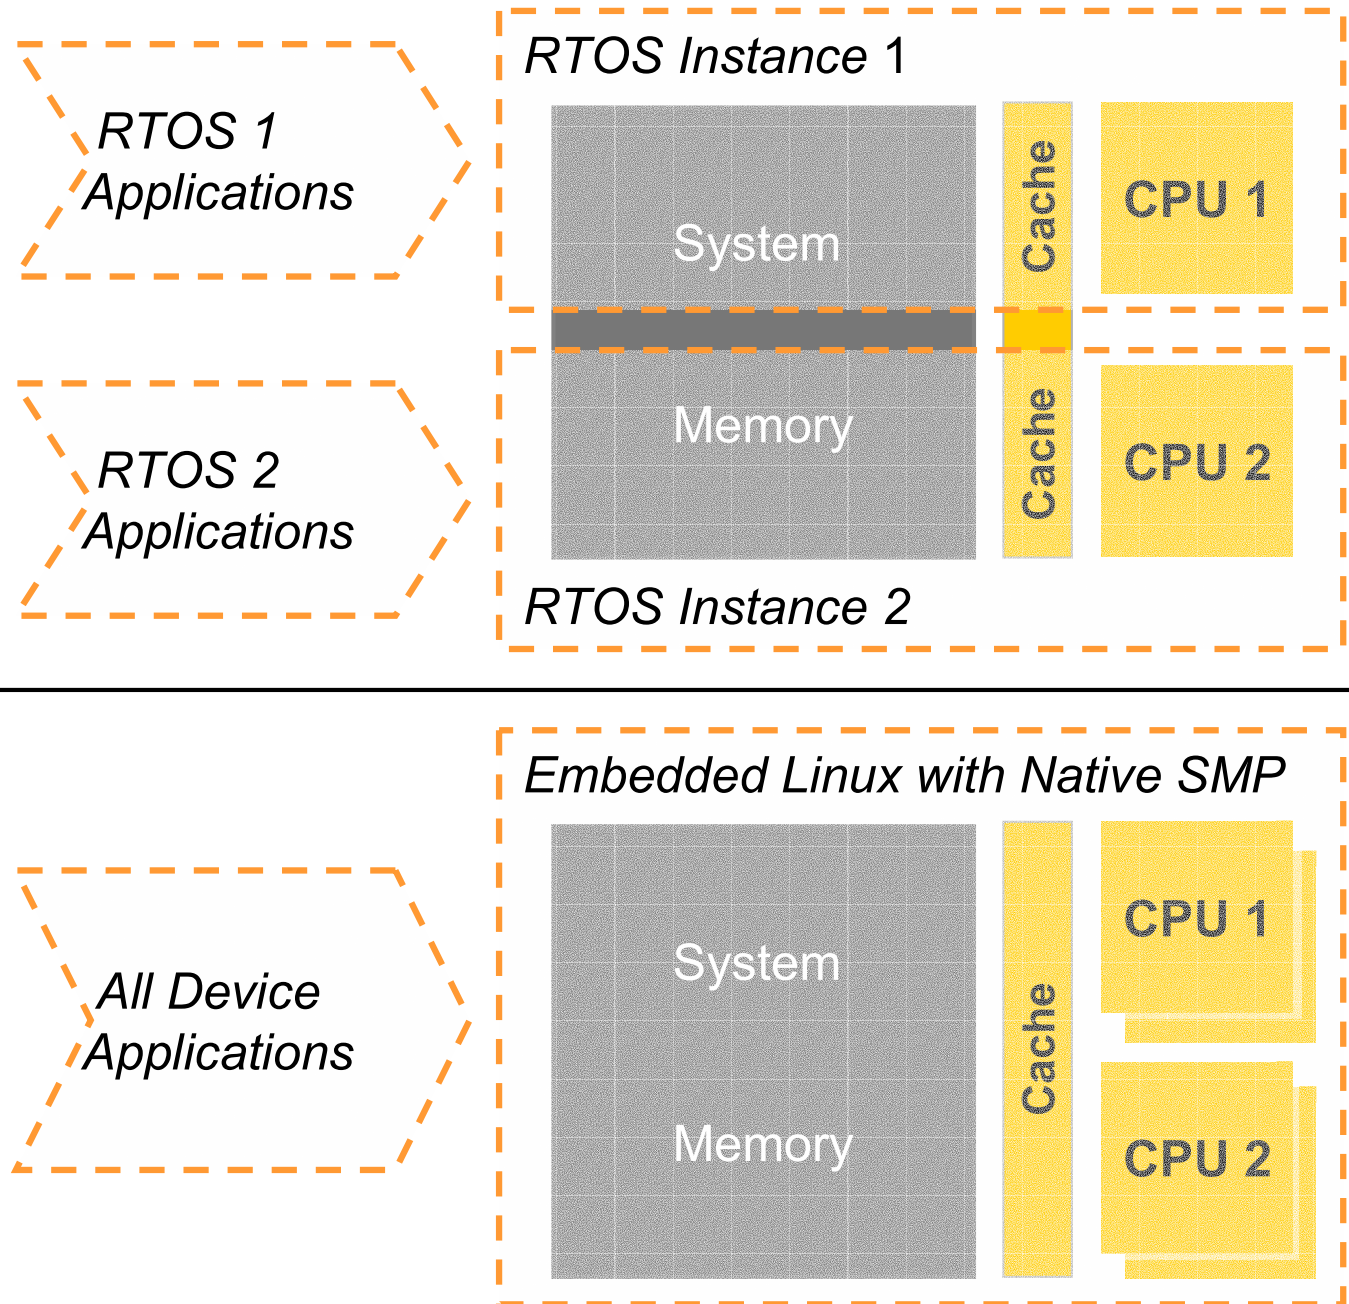 RTOS Instance 1
RTOS 1
Applications
System
Cache
CPU 1
RTOS 2
Applications
Memory
Cache
CPU 2
RTOS Instance 2
Embedded Linux with Native SMP
All Device
Applications
System
Memory
Cache
CPU 1
CPU 2